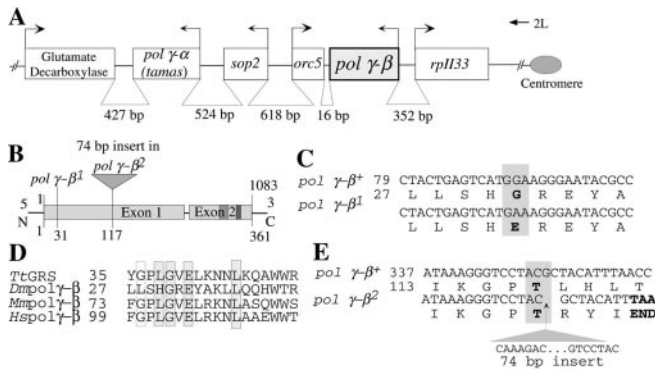 A
2L
Glutamate Decarboxylase
pol γ-α (tamas)
sop2
orc5
pol γ-β
rpII33
Centromere
427 bp
524 bp
618 bp
16 bp
352 bp
B
74 bp insert in
pol γ-β1
pol γ-β2
1083
5
1
3
N
Exon 1
Exon 2
C
1
31
117
361
C
pol γ-β+ 79 CTACTGAGTCATGGAAGGGAATACGCC
27 L L S H G R E Y A
pol γ-β1
CTACTGAGTCATGAAAGGGAATACGCC
L L S H E R E Y A
D
TtGRS 35 YGPLGVELKNNLKQAWWR
Dmpolγ-β 27 LLSHGREYAKLLQQHWTR
Mmpolγ-β 73 FGPLGVELRKNLASQWWS
Hspolγ-β 99 FGPLGVELRKNLAAEWWT
E
pol γ-β+ 337 ATAAAGGGTCCTACGCTACATTTAACC
113 I K G P T L H L T
pol γ-β2 ATAAAGGGTCCTAC GCTACATTTAA
I K G P T R Y I END
CAAAGAC...GTCCTAC
74 bp insert